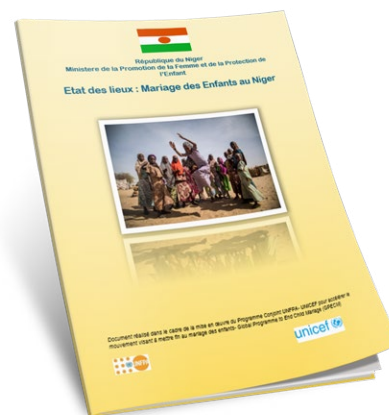 République du Niger
Ministere de la Promotion de la Femme et de la Protection de
l'Enfant
Etat des lieux : Mariage des Enfants au Niger
Document réalisé dans le cadre de la mise en œuvre du Programme Conjoint UNFPA- UNICEF pour accélérer le
mouvement visant à mettre fin au mariage des enfants- Global Programme to End Child Mariage (GPECM)
UNFPA
unicef